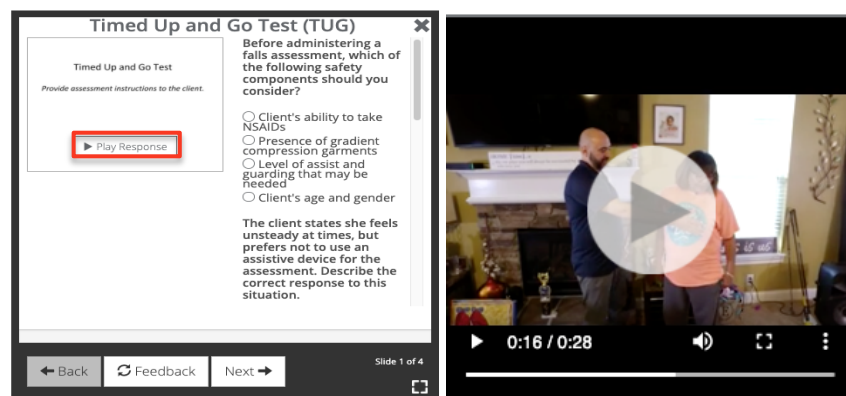 Timed Up and Go Test (TUG)
Timed Up and Go Test
Provide assessment instructions to the client.
Play Response
Before administering a
falls assessment, which of
the following safety
components should you
consider?
Client's ability to take
NSAIDs
Presence of gradient
compression garments
Level of assist and
guarding that may be
needed
Client's age and gender
The client states she feels
unsteady at times, but
prefers not to use an
assistive device for the
assessment. Describe the
correct response to this
situation.
Back
Feedback
Next
Slide 1 of 4
is us
0:16 / 0:28